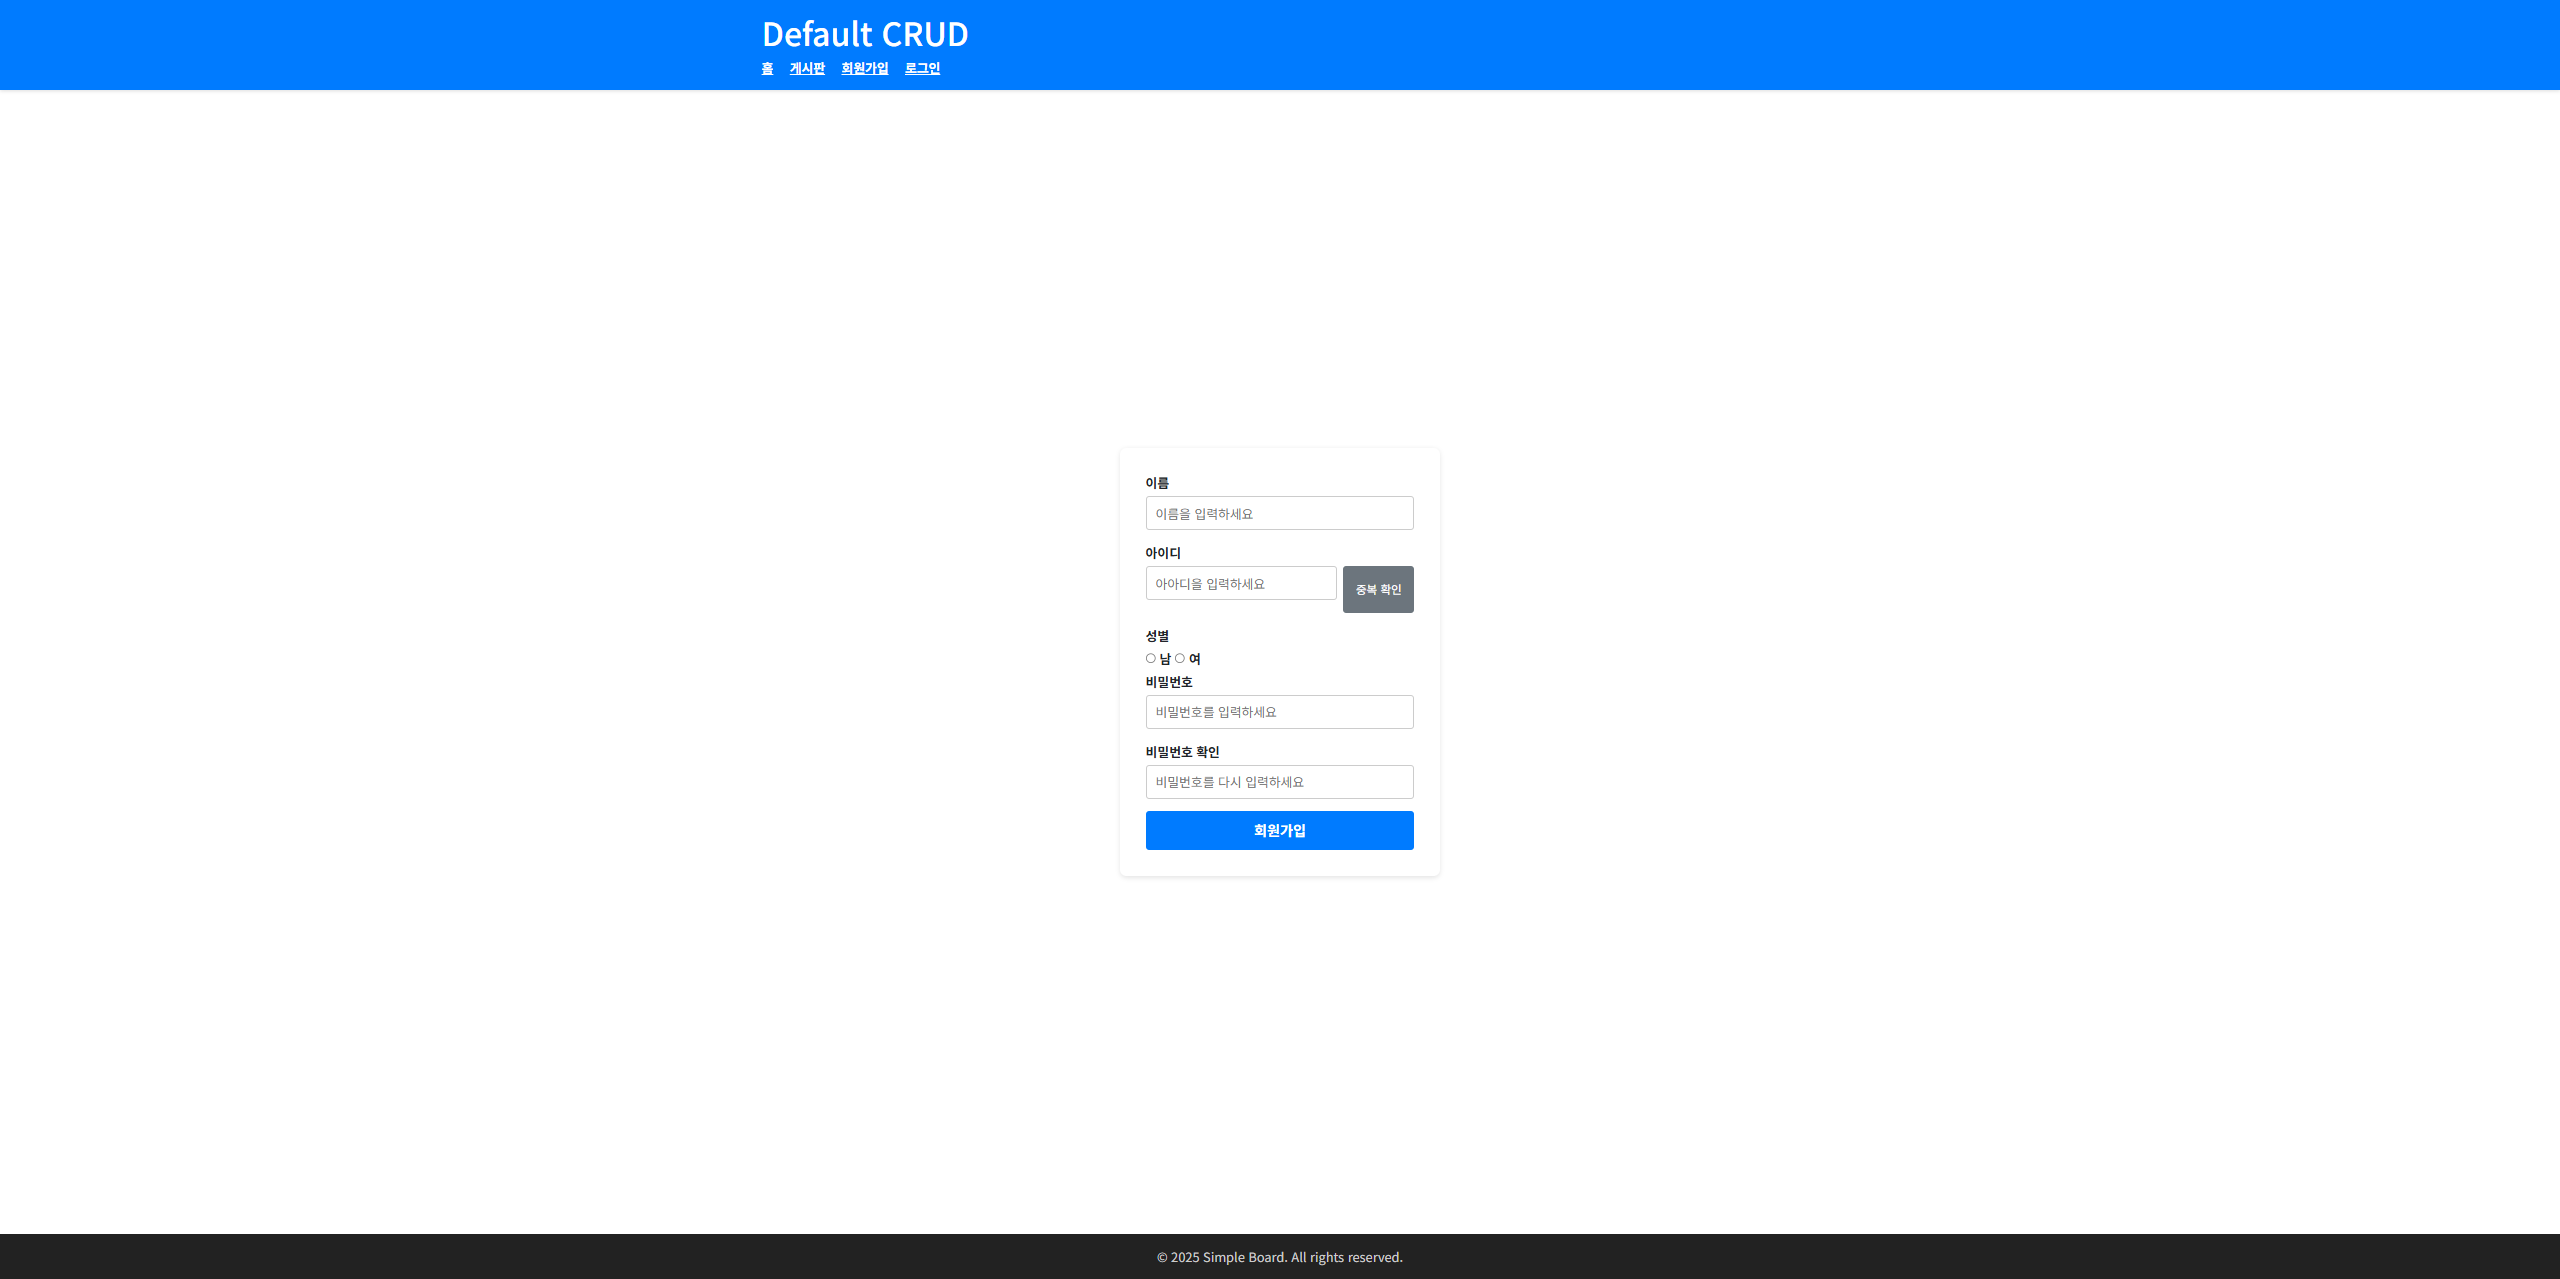 Default CRUD
홈 게시판 회원가입 로그인
이름
이름을 입력하세요
아이디
아아디을 입력하세요 중복 확인
성별
남 여
비밀번호
비밀번호를 입력하세요
비밀번호 확인
비밀번호를 다시 입력하세요
회원가입
© 2025 Simple Board. All rights reserved.